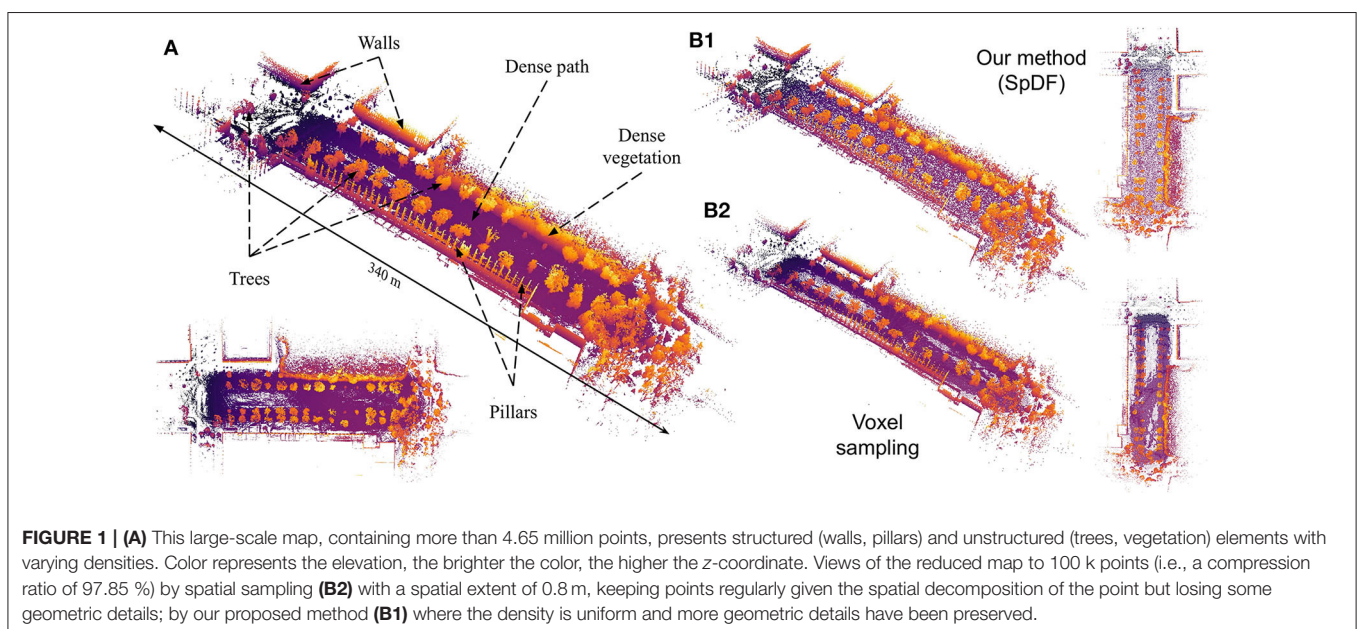 A
Walls
Dense path
Dense
vegetation
Trees
340 m
Pillars
B1
Our method
(SpDF)
B2
Voxel
sampling
FIGURE 1 | (A) This large-scale map, containing more than 4.65 million points, presents structured (walls, pillars) and unstructured (trees, vegetation) elements with
varying densities. Color represents the elevation, the brighter the color, the higher the z-coordinate. Views of the reduced map to 100 k points (i.e., a compression
ratio of 97.85 %) by spatial sampling (B2) with a spatial extent of 0.8 m, keeping points regularly given the spatial decomposition of the point but losing some
geometric details; by our proposed method (B1) where the density is uniform and more geometric details have been preserved.